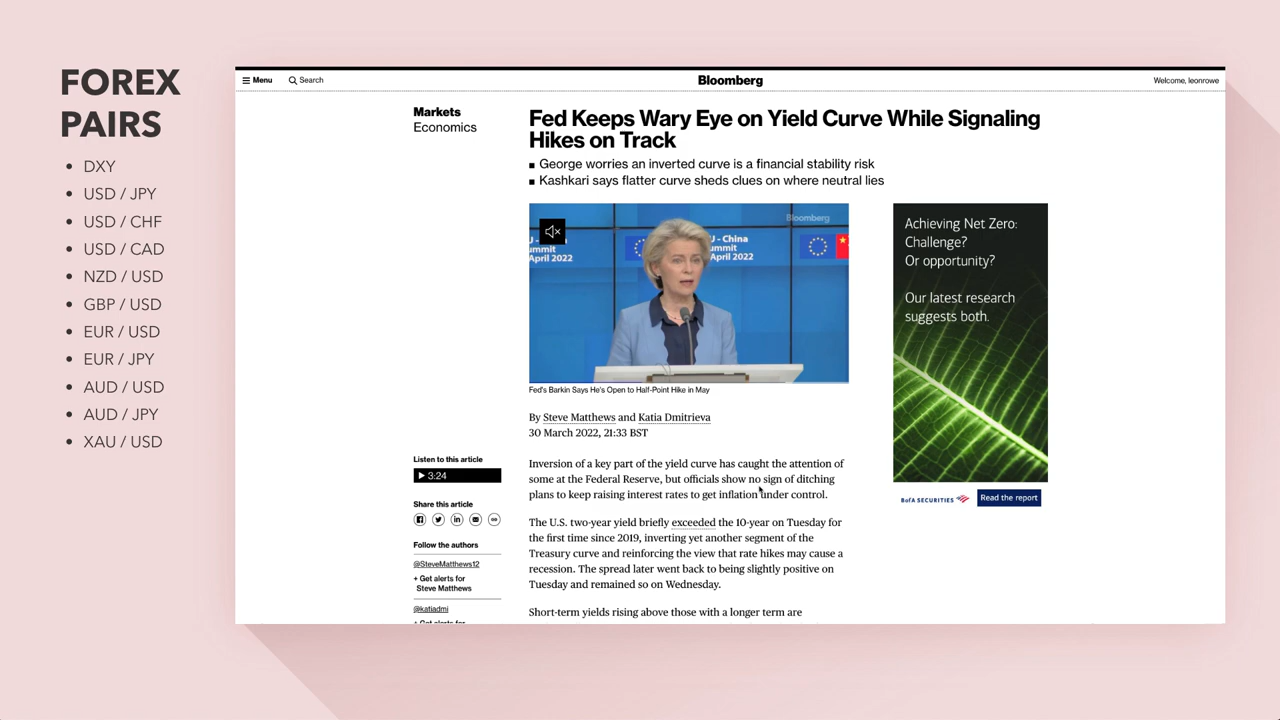 FOREX
PAIRS
DXY
USD / JPY
USD / CHF
USD / CAD
NZD / USD
GBP / USD
EUR / USD
EUR / JPY
AUD / USD
AUD / JPY
XAU / USD
Menu
Search
Bloomberg
Welcome, leonrowe
Markets
Economics
Fed Keeps Wary Eye on Yield Curve While Signaling
Hikes on Track
George worries an inverted curve is a financial stability risk
Kashkari says flatter curve sheds clues on where neutral lies
Bloomberg
U - China
ummit
April 2022
U - China
ummit
April 2022
Fed's Barkin Says He's Open to Half-Point Hike in May
Achieving Net Zero:
Challenge?
Or opportunity?
Our latest research
suggests both.
BofA SECURITIES
Read the report
By Steve Matthews and Katia Dmitrieva
30 March 2022, 21:33 BST
Listen to this article
3:24
Share this article
Follow the authors
@SteveMatthews12
+ Get alerts for
Steve Matthews
@katiadmi
+ Get alerts for
Inversion of a key part of the yield curve has caught the attention of
some at the Federal Reserve, but officials show no sign of ditching
plans to keep raising interest rates to get inflation under control.
The U.S. two-year yield briefly exceeded the 10-year on Tuesday for
the first time since 2019, inverting yet another segment of the
Treasury curve and reinforcing the view that rate hikes may cause a
recession. The spread later went back to being slightly positive on
Tuesday and remained so on Wednesday.
Short-term yields rising above those with a longer term are